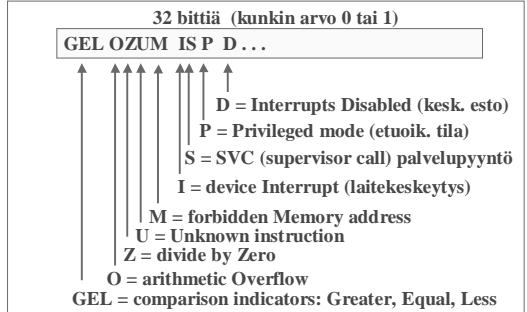 32 bittiä (kunkin arvo 0 tai 1)
GEL OZUM IS P D . . .
D = Interrupts Disabled (kesk. esto)
P = Privileged mode (etuoik. tila)
S = SVC (supervisor call) palvelupyyntö
I = device Interrupt (laitekeskeytys)
M = forbidden Memory address
U = Unknown instruction
Z = divide by Zero
O = arithmetic Overflow
GEL = comparison indicators: Greater, Equal, Less